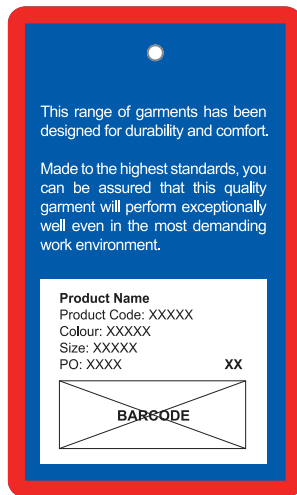 This range of garments has been
designed for durability and comfort.
Made to the highest standards, you
can be assured that this quality
garment will perform exceptionally
well even in the most demanding
work environment.
Product Name
Product Code: XXXXX
Colour: XXXXX
Size: XXXXX
PO: XXXX XX
BARCODE